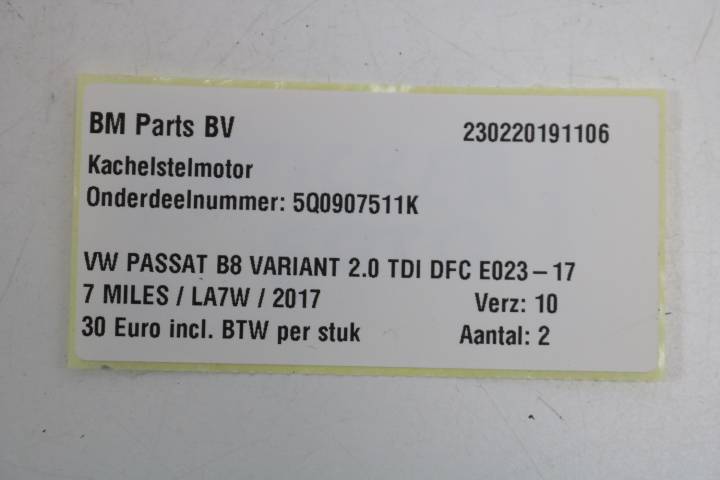 BM Parts BV 230220191106
Kachelstelmotor
Onderdeelnummer: 5Q0907511K
VW PASSAT B8 VARIANT 2.0 TDI DFC E023-17
7 MILES / LA7W / 2017 Verz: 10
30 Euro incl. BTW per stuk Aantal: 2